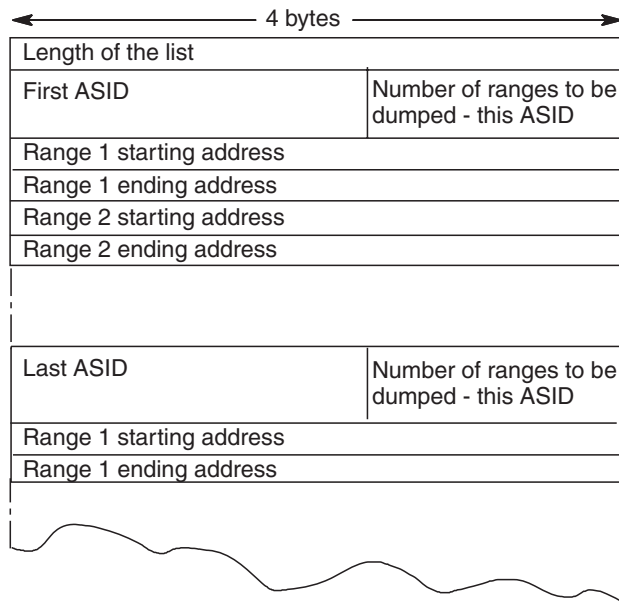 4 bytes
Length of the list
First ASID
Number of ranges to be
dumped - this ASID
Range 1 starting address
Range 1 ending address
Range 2 starting address
Range 2 ending address
Last ASID
Number of ranges to be
dumped - this ASID
Range 1 starting address
Range 1 ending address